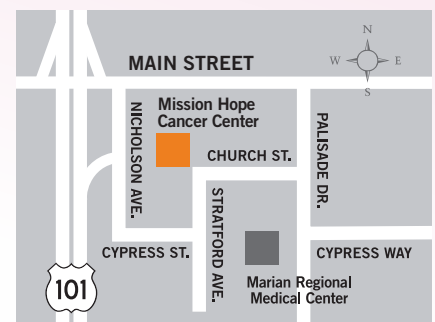 N
W E
S
MAIN STREET
Mission Hope
Cancer Center
NICHOLSON AVE.
PALISADE DR.
CHURCH ST.
STRATFORD AVE.
CYPRESS ST.
CYPRESS WAY
101
Marian Regional
Medical Center